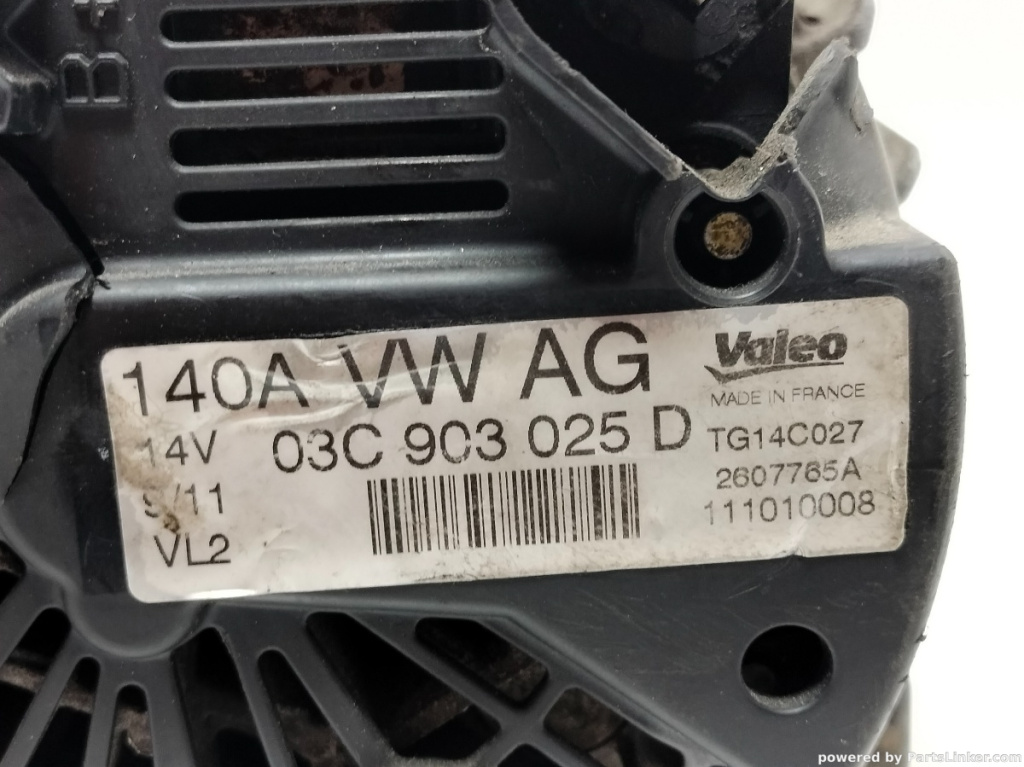 B+
140A VW AG
Valeo
MADE IN FRANCE
14V 03C 903 025 D
TG14C027
2607765A
/11
111010008
VL2
powered by PartsLinker.com